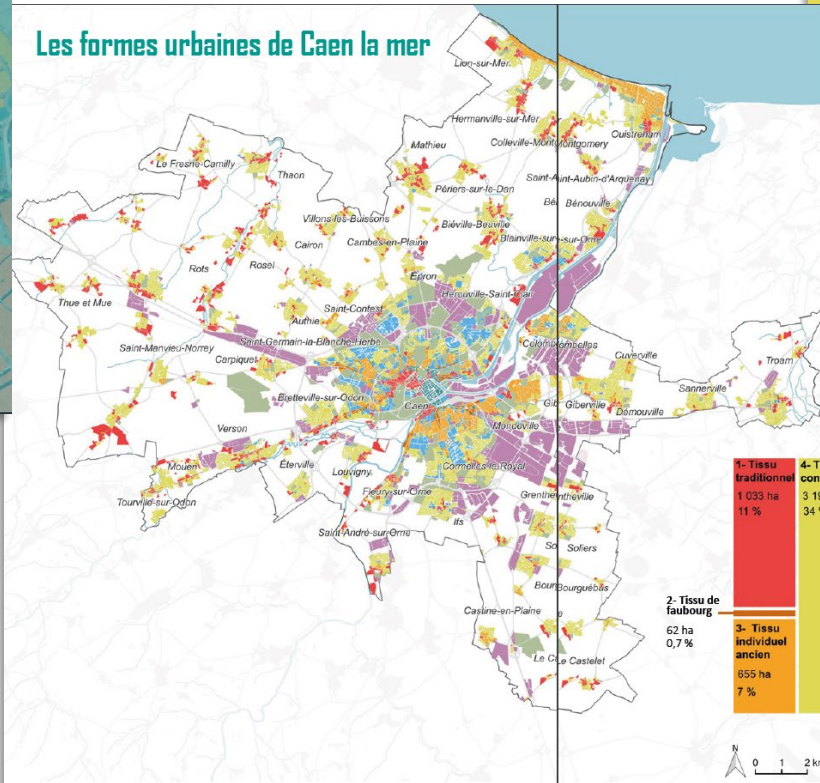 Les formes urbaines de Caen la mer
Lion-sur-Mer
Hermanville-sur-Mer
Colleville-Montgomery
Ouistreham
Mathieu
Le Fresne-Camilly
Thaon
Périers-sur-le-Dan
Saint-Aubin-d'Arquenay
Bénouville
Villons-les-Buissons
Biéville-Beuville
Blainville-sur-Orne
Cairon
Cambes-en-Plaine
Rosel
Rots
Epron
Hérouville-Saint-Clair
Thue et Mue
Saint-Contest
Authie
Saint-Manvieu-Norrey
Saint-Germain-la-Blanche-Herbe
Colombelles
Carpiquet
Cuverville
Troarn
Sannerville
Bretteville-sur-Odon
Caen
Giberville
Démouville
Verson
Mondeville
Mouen
Éterville
Louvigny
Cormelles-le-Royal
Tourville-sur-Odon
Fleury-sur-Orne
Grentheville
Ifs
Saint-André-sur-Orne
Soliers
Bourguébus
Castine-en-Plaine
Le Castelet
1- Tissu
traditionnel
1 033 ha
11 %
34
2- Tissu de
faubourg
62 ha
0,7 %
3- Tissu
individuel
ancien
655 ha
7 %
N
0 1 2